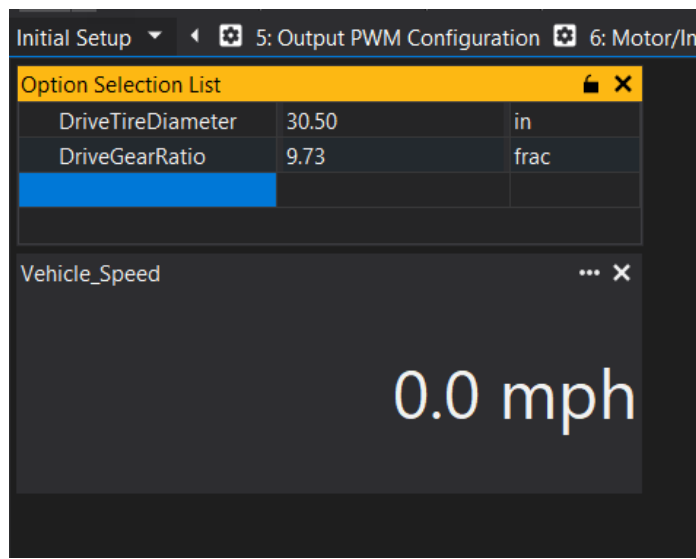 Initial Setup 5: Output PWM Configuration 6: Motor/In
Option Selection List
DriveTireDiameter 30.50 in
DriveGearRatio 9.73 frac
Vehicle_Speed
0.0 mph